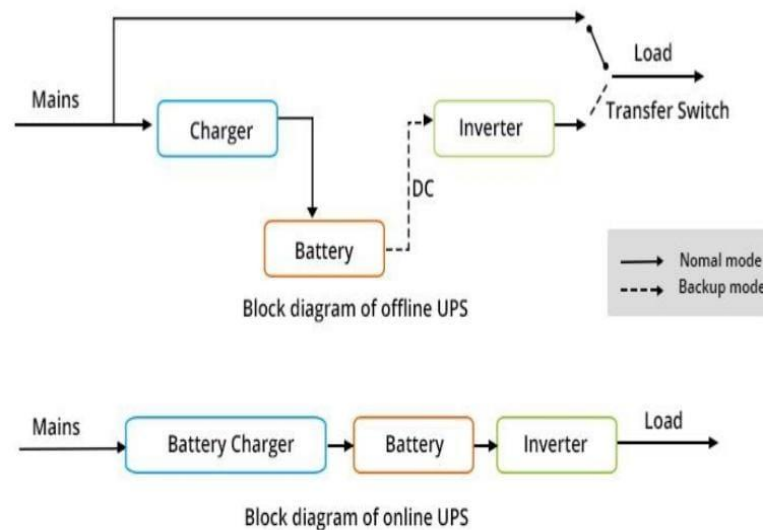 Mains
Load
Charger
Inverter
Transfer Switch
DC
Battery
Nomal mode
Backup mode
Block diagram of offline UPS
Mains
Battery Charger
Battery
Inverter
Load
Block diagram of online UPS